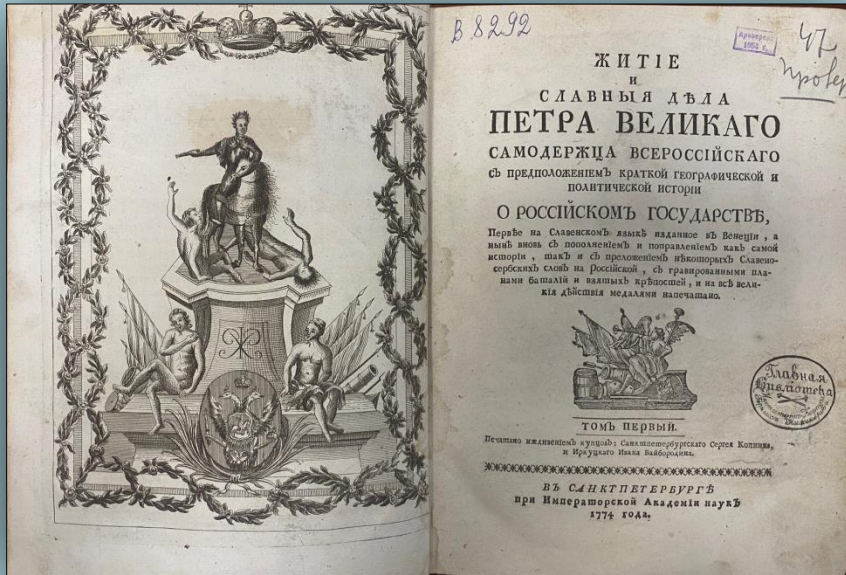 В 8292
47
провер
ЖИТІЕ
И
СЛАВНЫЯ ДѢЛА
ПЕТРА ВЕЛИКАГО
САМОДЕРЖЦА ВСЕРОССІЙСКАГО
СЪ ПРЕДПОЛОЖЕНІЕМЪ КРАТКОЙ ГЕОГРАФИЧЕСКОЙ И
ПОЛИТИЧЕСКОЙ ИСТОРІИ
О РОССІЙСКОМЪ ГОСУДАРСТВѢ,
Первѣе на Славенскомъ языкѣ изданное въ Венеціи, а
нынѣ вновь съ пополненіемъ и поправленіемъ какъ самой
исторіи, такъ и съ преложеніемъ нѣкоторыхъ Славено-
сербскихъ словъ на Россійской, съ гравированными пла-
нами баталій и взятыхъ крѣпостей, и на всѣ вели-
кія дѣйствія медалями напечатано.
Главная
Библіотека
ТОМЪ ПЕРВЫЙ.
Печатано иждивеніемъ купцовъ: Санктпетербургскаго Сергея Копнина,
и Иркуцкаго Ивана Байбородина.
ВЪ САНКТПЕТЕРБУРГѢ
при Императорской Академіи наукъ
1774 года.